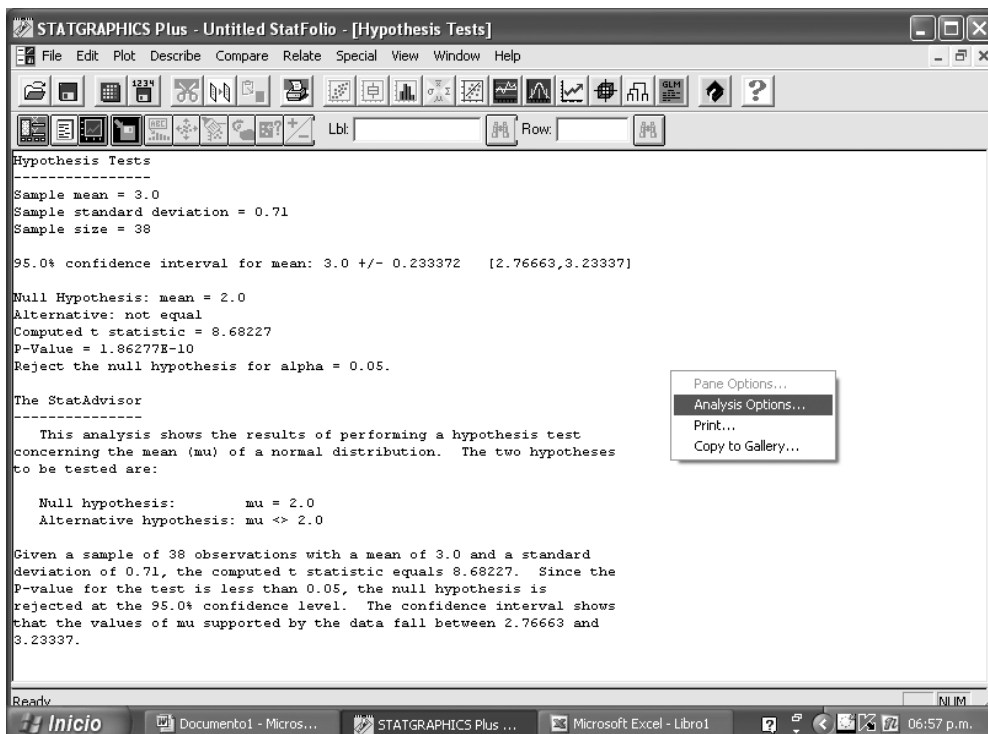 STATGRAPHICS Plus - Untitled StatFolio - [Hypothesis Tests]
File Edit Plot Describe Compare Relate Special View Window Help
Lbl: Row:
Hypothesis Tests
----------------
Sample mean = 3.0
Sample standard deviation = 0.71
Sample size = 38
95.0% confidence interval for mean: 3.0 +/- 0.233372 [2.76663,3.23337]
Null Hypothesis: mean = 2.0
Alternative: not equal
Computed t statistic = 8.68227
P-Value = 1.86277E-10
Reject the null hypothesis for alpha = 0.05.
The StatAdvisor
---------------
This analysis shows the results of performing a hypothesis test
concerning the mean (mu) of a normal distribution. The two hypotheses
to be tested are:
Null hypothesis: mu = 2.0
Alternative hypothesis: mu <> 2.0
Given a sample of 38 observations with a mean of 3.0 and a standard
deviation of 0.71, the computed t statistic equals 8.68227. Since the
P-value for the test is less than 0.05, the null hypothesis is
rejected at the 95.0% confidence level. The confidence interval shows
that the values of mu supported by the data fall between 2.76663 and
3.23337.
Pane Options...
Analysis Options...
Print...
Copy to Gallery...
Ready NUM
Inicio Documento1 - Micros... STATGRAPHICS Plus ... Microsoft Excel - Libro1 06:57 p.m.